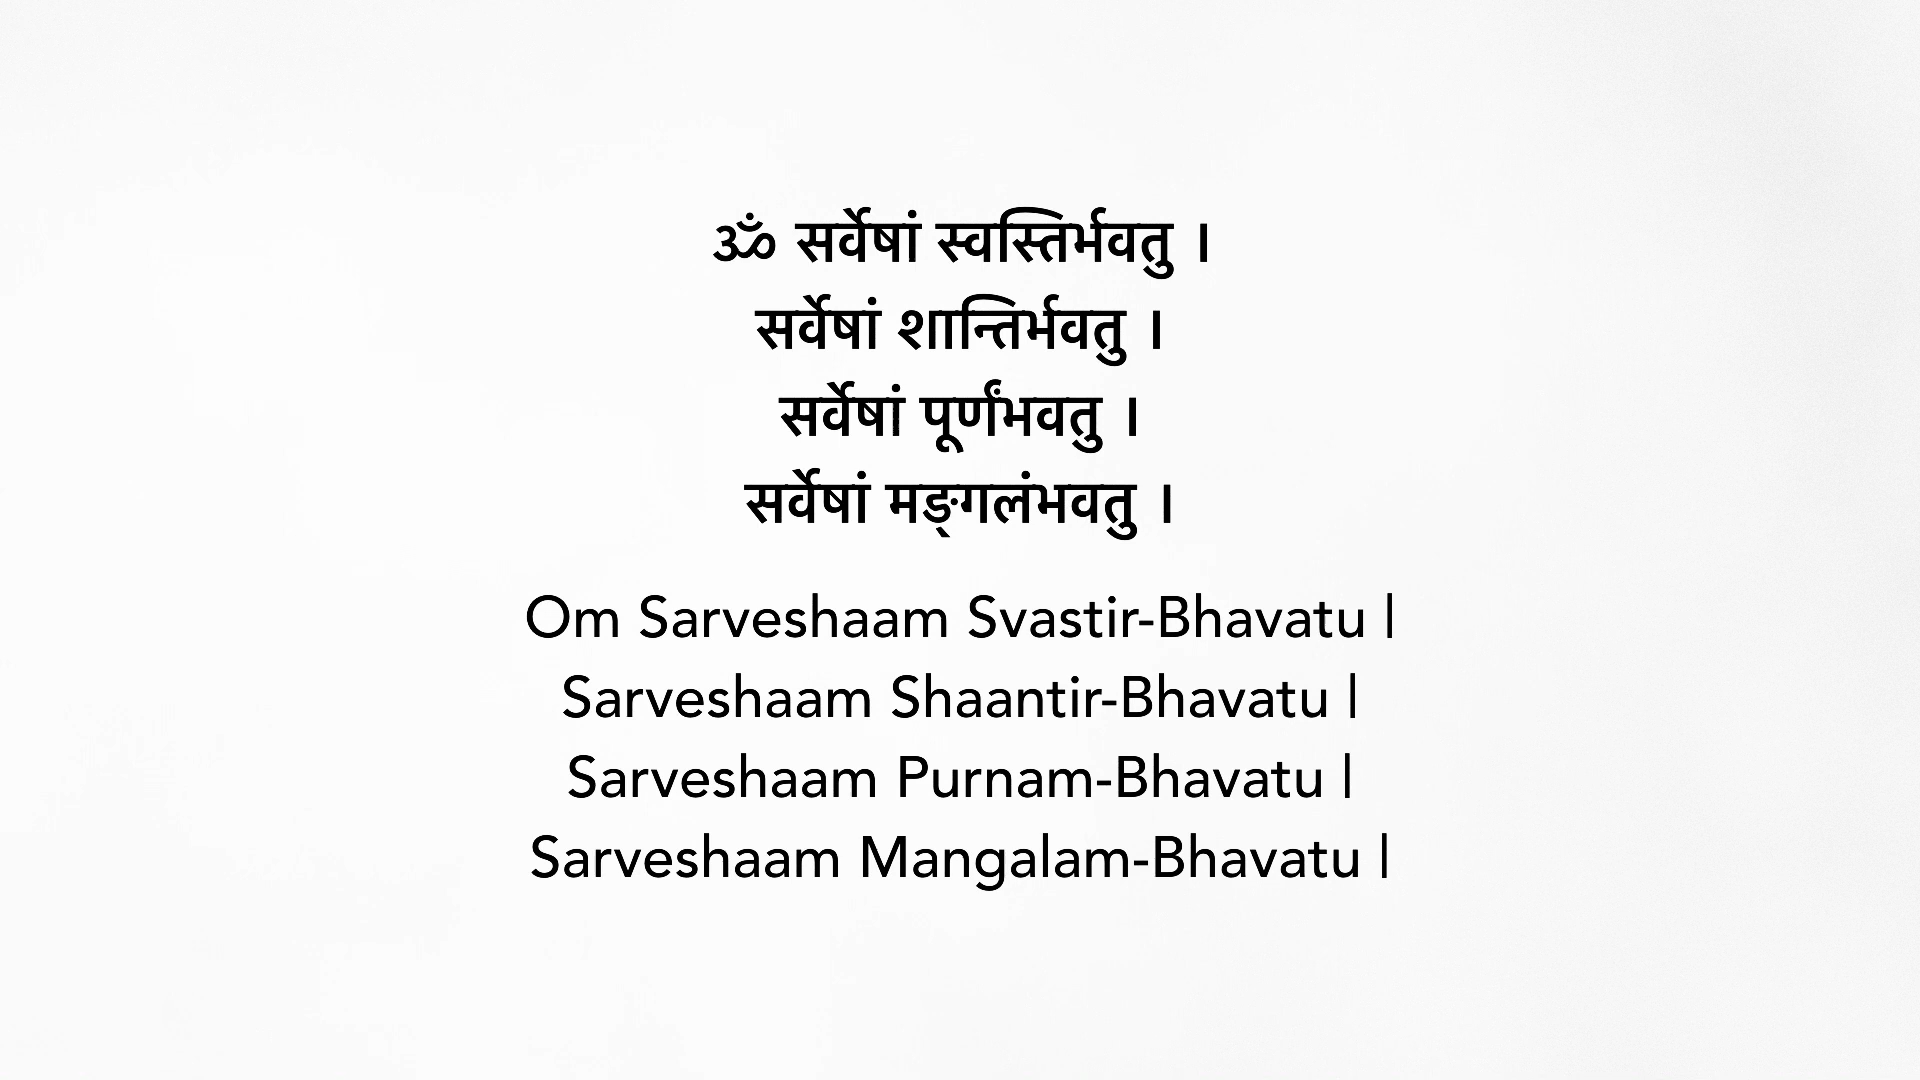 ॐ सर्वेषां स्वस्तिर्भवतु ।
सर्वेषां शान्तिर्भवतु ।
सर्वेषां पूर्णंभवतु ।
सर्वेषां मङ्गलंभवतु ।
Om Sarveshaam Svastir-Bhavatu |
Sarveshaam Shaantir-Bhavatu |
Sarveshaam Purnam-Bhavatu |
Sarveshaam Mangalam-Bhavatu |